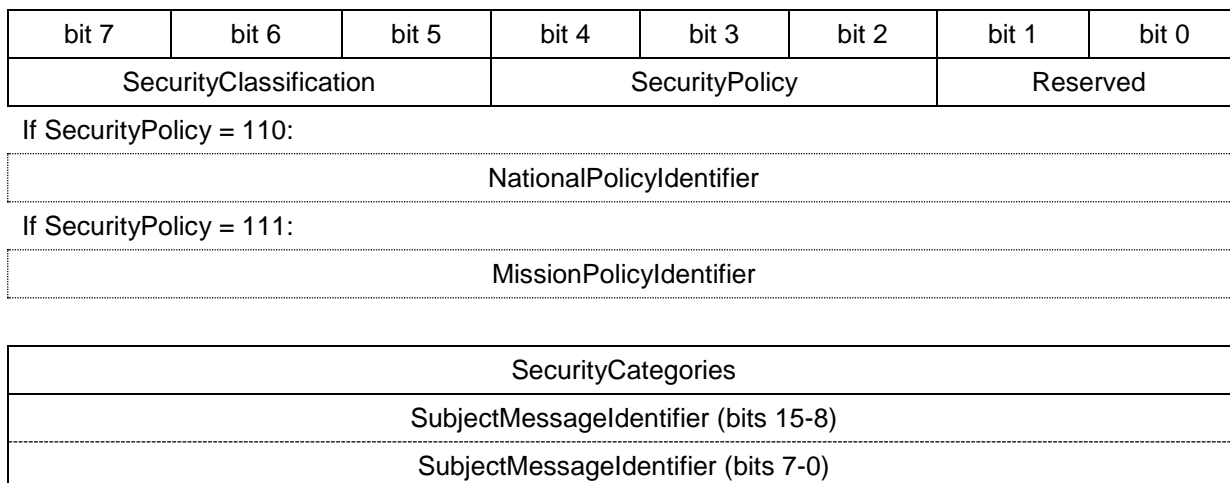 bit 7 bit 6 bit 5 bit 4 bit 3 bit 2 bit 1 bit 0
SecurityClassification SecurityPolicy Reserved
If SecurityPolicy = 110:
NationalPolicyIdentifier
If SecurityPolicy = 111:
MissionPolicyIdentifier
SecurityCategories
SubjectMessageIdentifier (bits 15-8)
SubjectMessageIdentifier (bits 7-0)